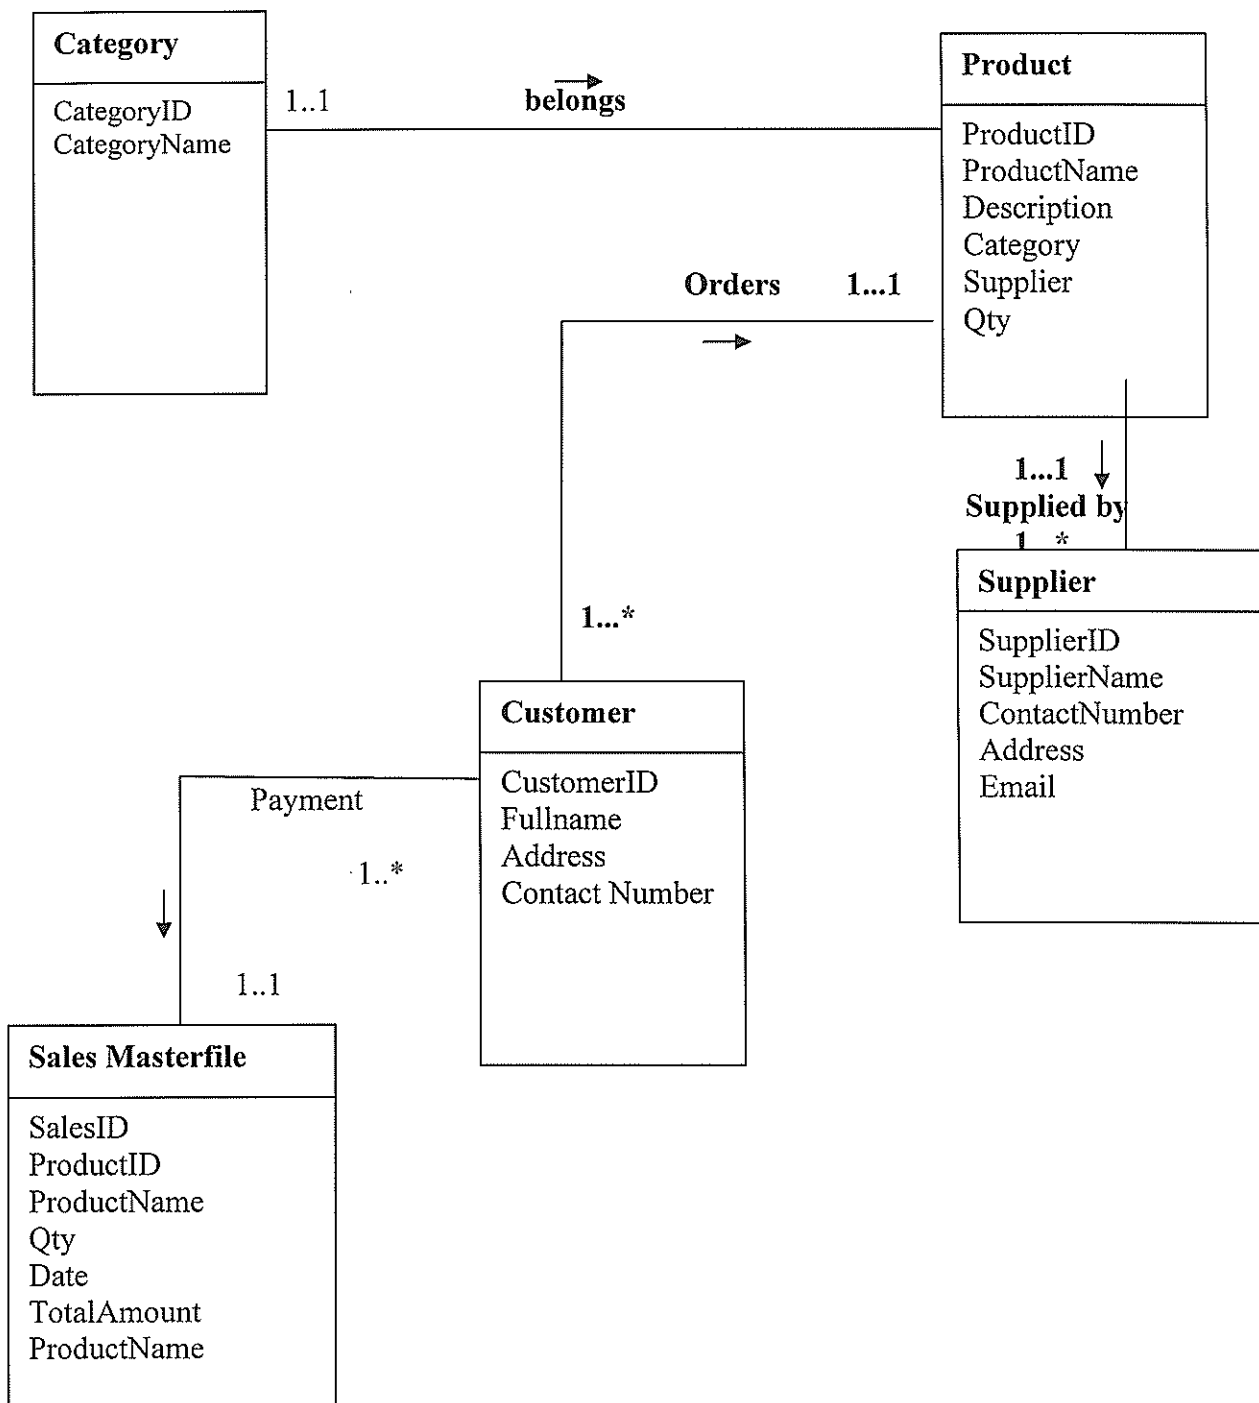 Category
CategoryID
CategoryName
1..1
belongs
Product
ProductID
ProductName
Description
Category
Supplier
Qty
Orders 1...1
1...1
Supplied by
1...*
Supplier
SupplierID
SupplierName
ContactNumber
Address
Email
1...*
Customer
CustomerID
Fullname
Address
Contact Number
Payment
1..*
1..1
Sales Masterfile
SalesID
ProductID
ProductName
Qty
Date
TotalAmount
ProductName